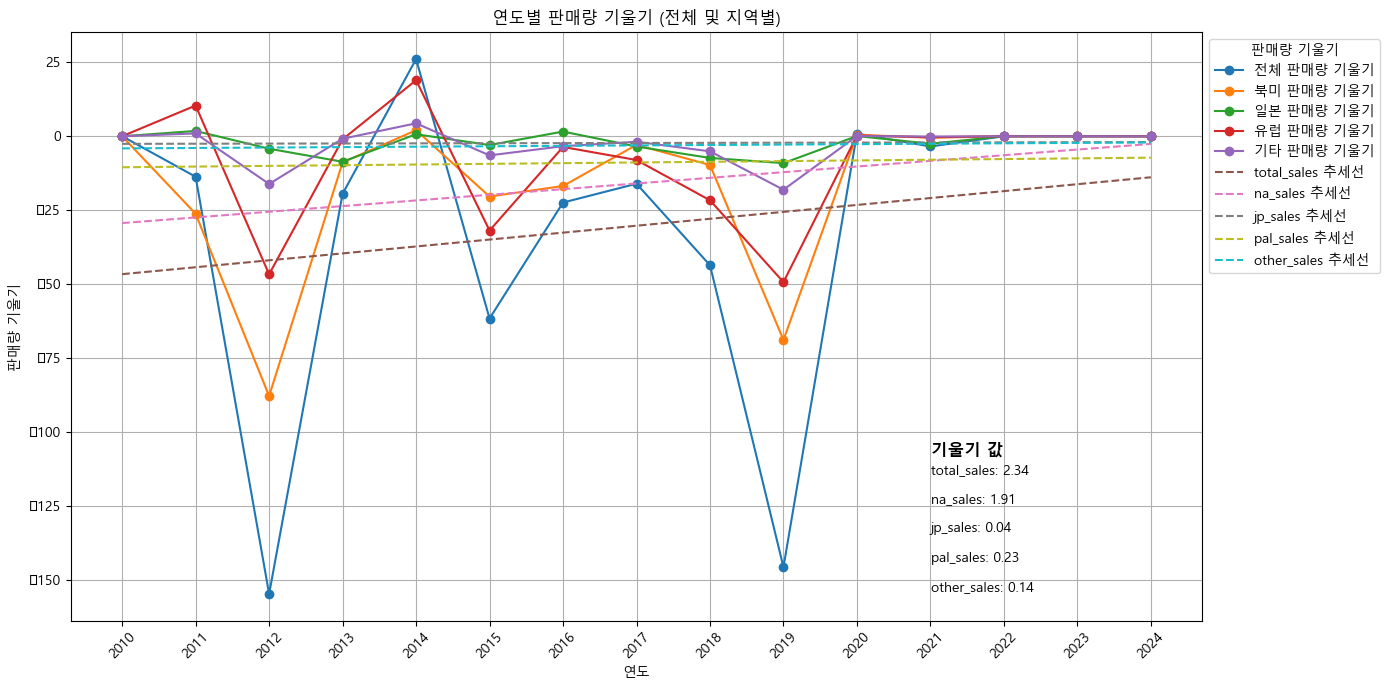 연도별 판매량 기울기 (전체 및 지역별)
판매량 기울기
25
0
□25
□50
□75
□100
□125
□150
2010
2011
2012
2013
2014
2015
2016
2017
2018
2019
2020
2021
2022
2023
2024
연도
판매량 기울기
전체 판매량 기울기
북미 판매량 기울기
일본 판매량 기울기
유럽 판매량 기울기
기타 판매량 기울기
total_sales 추세선
na_sales 추세선
jp_sales 추세선
pal_sales 추세선
other_sales 추세선
기울기 값
total_sales: 2.34
na_sales: 1.91
jp_sales: 0.04
pal_sales: 0.23
other_sales: 0.14